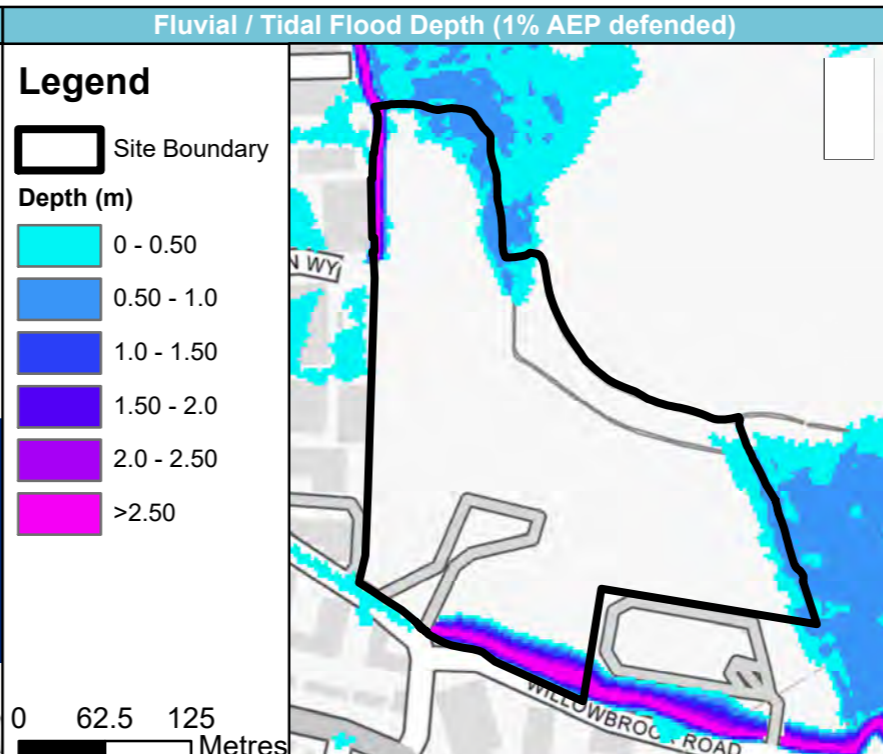 Fluvial / Tidal Flood Depth (1% AEP defended)
Legend
Site Boundary
Depth (m)
0 - 0.50
0.50 - 1.0
1.0 - 1.50
1.50 - 2.0
2.0 - 2.50
>2.50
0 62.5 125
Metres
N WY
WILLOWBROOK ROAD